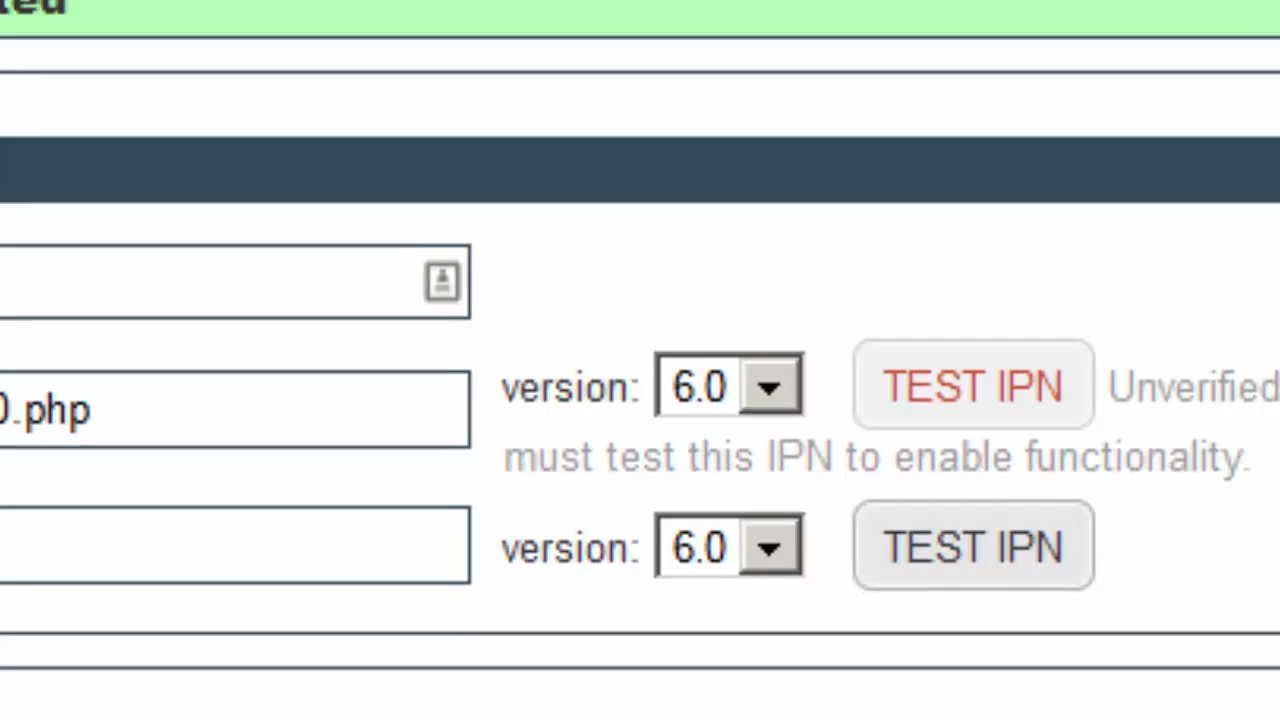 version: 6.0 TEST IPN Unverified
.php
must test this IPN to enable functionality.
version: 6.0 TEST IPN